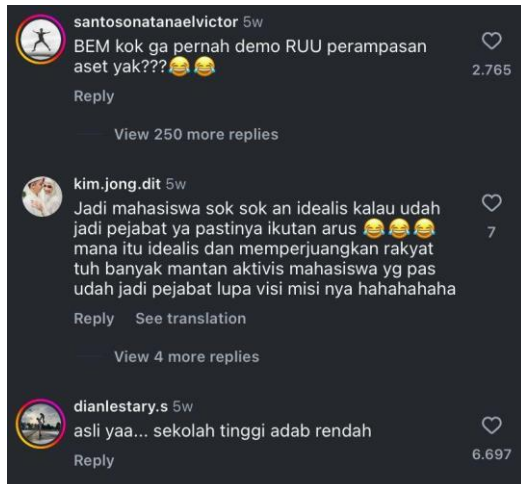 santosonatanaelvictor 5w
BEM kok ga pernah demo RUU perampasan
aset yak???😂😂
2.765
Reply
View 250 more replies
kim.jong.dit 5w
Jadi mahasiswa sok sok an idealis kalau udah
jadi pejabat ya pastinya ikutan arus 😂😂😂
mana itu idealis dan memperjuangkan rakyat
tuh banyak mantan aktivis mahasiswa yg pas
udah jadi pejabat lupa visi misi nya hahahahaha
7
Reply See translation
View 4 more replies
dianlestary.s 5w
asli yaa... sekolah tinggi adab rendah
6.697
Reply